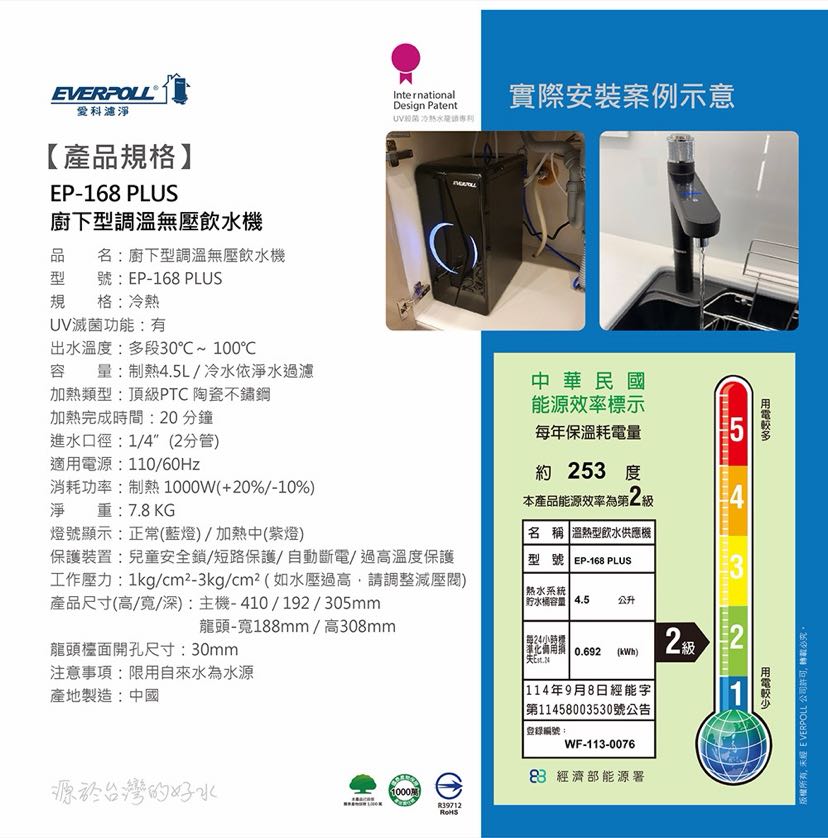 EVERPOLL®
愛科濾淨
International
Design Patent
UV殺菌 冷熱水龍頭專利
實際安裝案例示意
【產品規格】
EP-168 PLUS
廚下型調溫無壓飲水機
品 名：廚下型調溫無壓飲水機
型 號：EP-168 PLUS
規 格：冷熱
UV滅菌功能：有
出水溫度：多段30℃~ 100℃
容 量：制熱4.5L / 冷水依淨水過濾
加熱類型：頂級PTC 陶瓷不鏽鋼
加熱完成時間：20 分鐘
進水口徑：1/4”(2分管)
適用電源：110/60Hz
消耗功率：制熱 1000W(+20%/-10%)
淨 重：7.8 KG
燈號顯示：正常(藍燈) / 加熱中(紫燈)
保護裝置：兒童安全鎖/短路保護/ 自動斷電/ 過高溫度保護
工作壓力：1kg/cm²-3kg/cm² ( 如水壓過高，請調整減壓閥)
產品尺寸(高/寬/深)：主機- 410 / 192 / 305mm
龍頭-寬188mm / 高308mm
龍頭檯面開孔尺寸：30mm
注意事項：限用自來水為水源
產地製造：中國
源於台灣的好水
1000萬
R39712
RoHS
EVERPOLL
中華民國
能源效率標示
每年保溫耗電量
約 253 度
本產品能源效率為第2級
名 稱 溫熱型飲水供應機
型 號 EP-168 PLUS
熱水系統
貯水桶容量 4.5 公升
每24小時標
準化備用損
失Est,24 0.692 (kWh)
114年9月8日經能字
第11458003530號公告
登錄編號：
WF-113-0076
經濟部能源署
用電較多
5
4
3
2
1
2級
用電較少
版權所有，未經 EVERPOLL 公司許可，轉載必究。